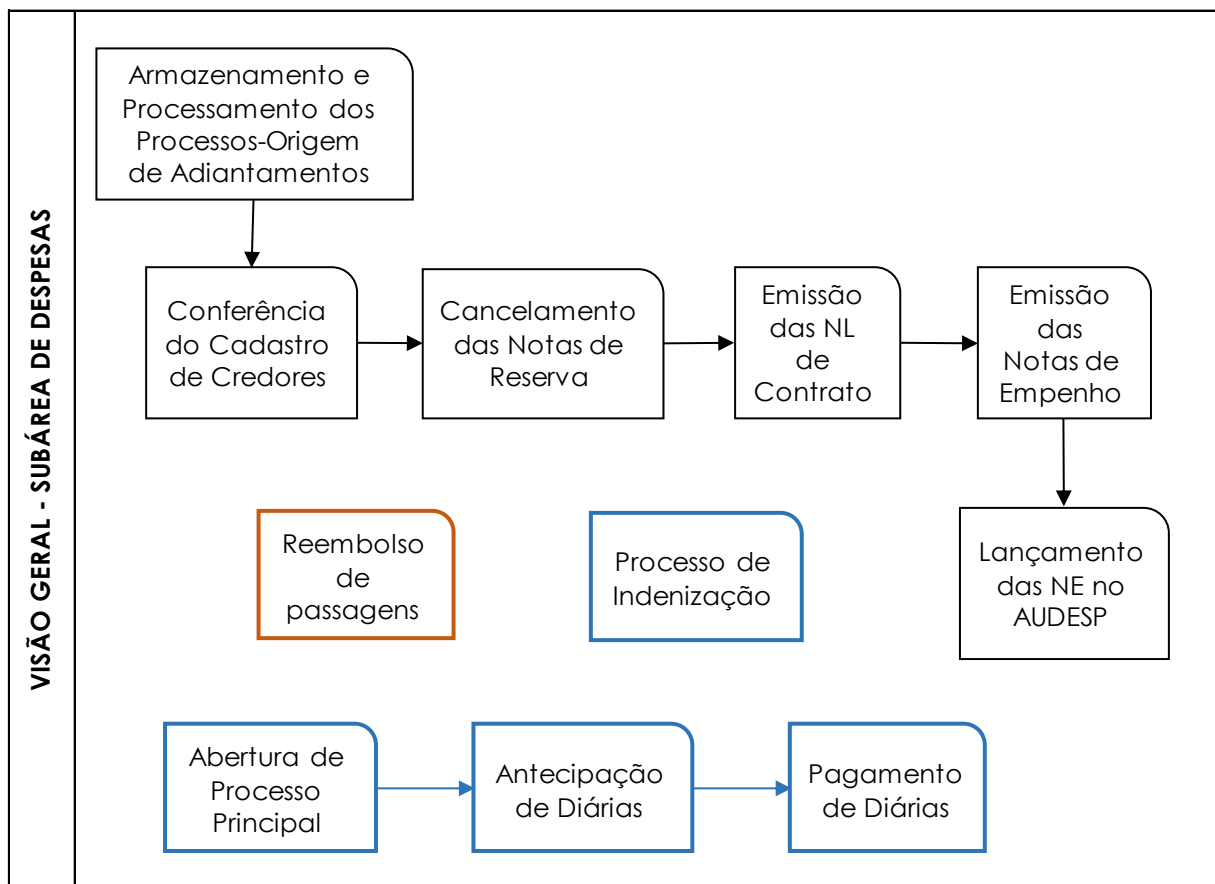 VISÃO GERAL - SUBÁREA DE DESPESAS
Armazenamento e
Processamento dos
Processos-Origem
de Adiantamentos
Conferência
do Cadastro
de Credores
Cancelamento
das Notas de
Reserva
Emissão
das NL
de
Contrato
Emissão
das
Notas de
Empenho
Reembolso
de
passagens
Processo de
Indenização
Lançamento
das NE no
AUDESP
Abertura de
Processo
Principal
Antecipação
de Diárias
Pagamento
de Diárias